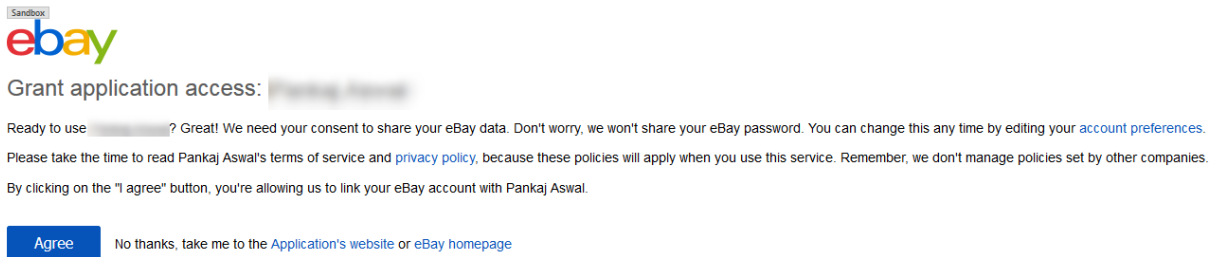 Sandbox
ebay
Grant application access:
Ready to use ? Great! We need your consent to share your eBay data. Don't worry, we won't share your eBay password. You can change this any time by editing your account preferences.
Please take the time to read Pankaj Aswal's terms of service and privacy policy, because these policies will apply when you use this service. Remember, we don't manage policies set by other companies.
By clicking on the "I agree" button, you're allowing us to link your eBay account with Pankaj Aswal.
Agree No thanks, take me to the Application's website or eBay homepage